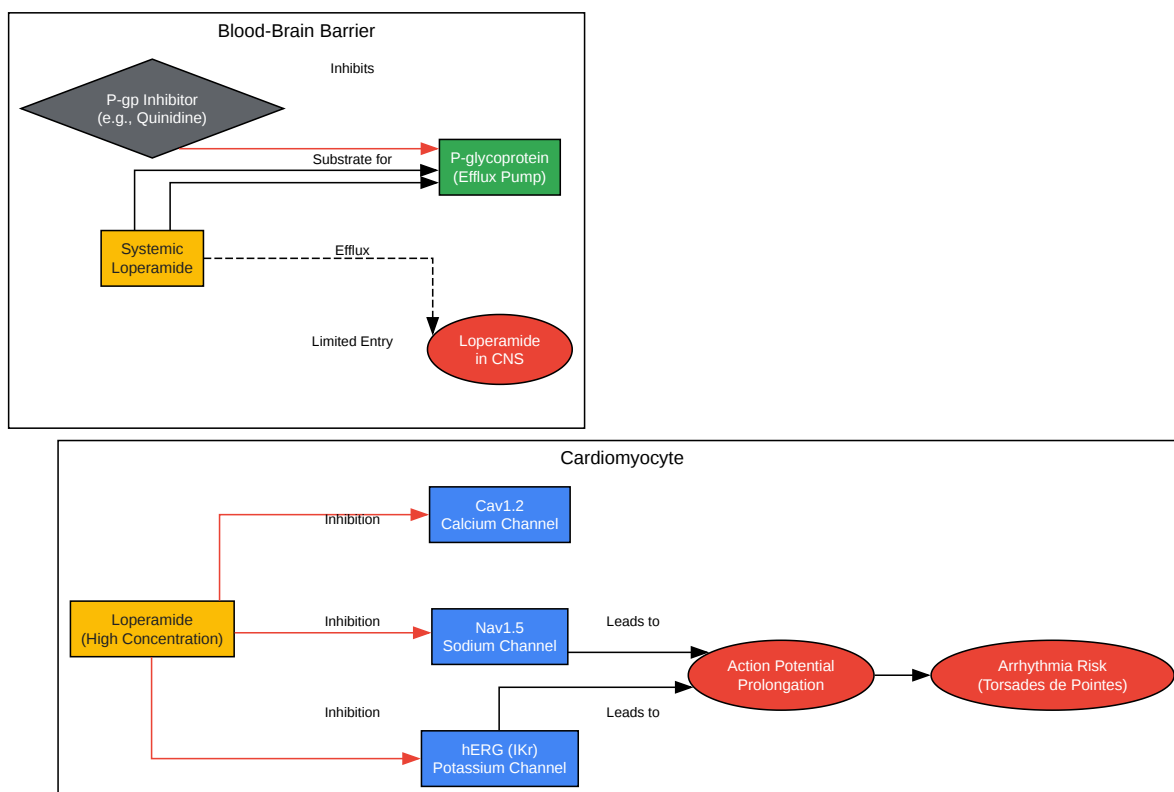 Blood-Brain Barrier
Inhibits
P-gp Inhibitor
(e.g., Quinidine)
Substrate for
P-glycoprotein
(Efflux Pump)
Systemic
Loperamide
Efflux
Limited Entry
Loperamide
in CNS
Cardiomyocyte
Inhibition
Cav1.2
Calcium Channel
Loperamide
(High Concentration)
Inhibition
Nav1.5
Sodium Channel
Leads to
Action Potential
Prolongation
Arrhythmia Risk
(Torsades de Pointes)
Inhibition
Leads to
hERG (IKr)
Potassium Channel